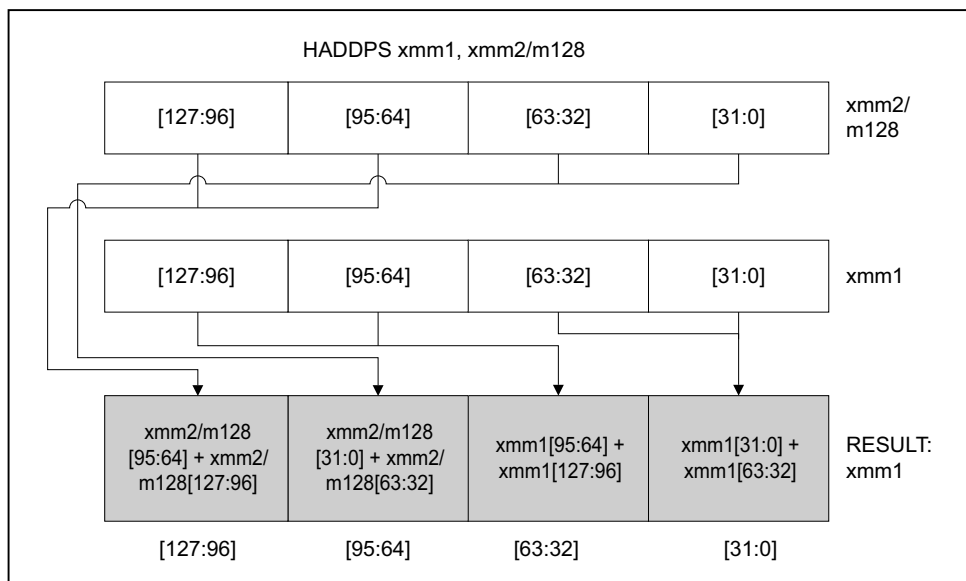 HADDPS xmm1, xmm2/m128
[127:96] [95:64] [63:32] [31:0] xmm2/
m128
[127:96] [95:64] [63:32] [31:0] xmm1
xmm2/m128
[95:64] + xmm2/
m128[127:96]
xmm2/m128
[31:0] + xmm2/
m128[63:32]
xmm1[95:64] +
xmm1[127:96]
xmm1[31:0] +
xmm1[63:32]
RESULT:
xmm1
[127:96] [95:64] [63:32] [31:0]